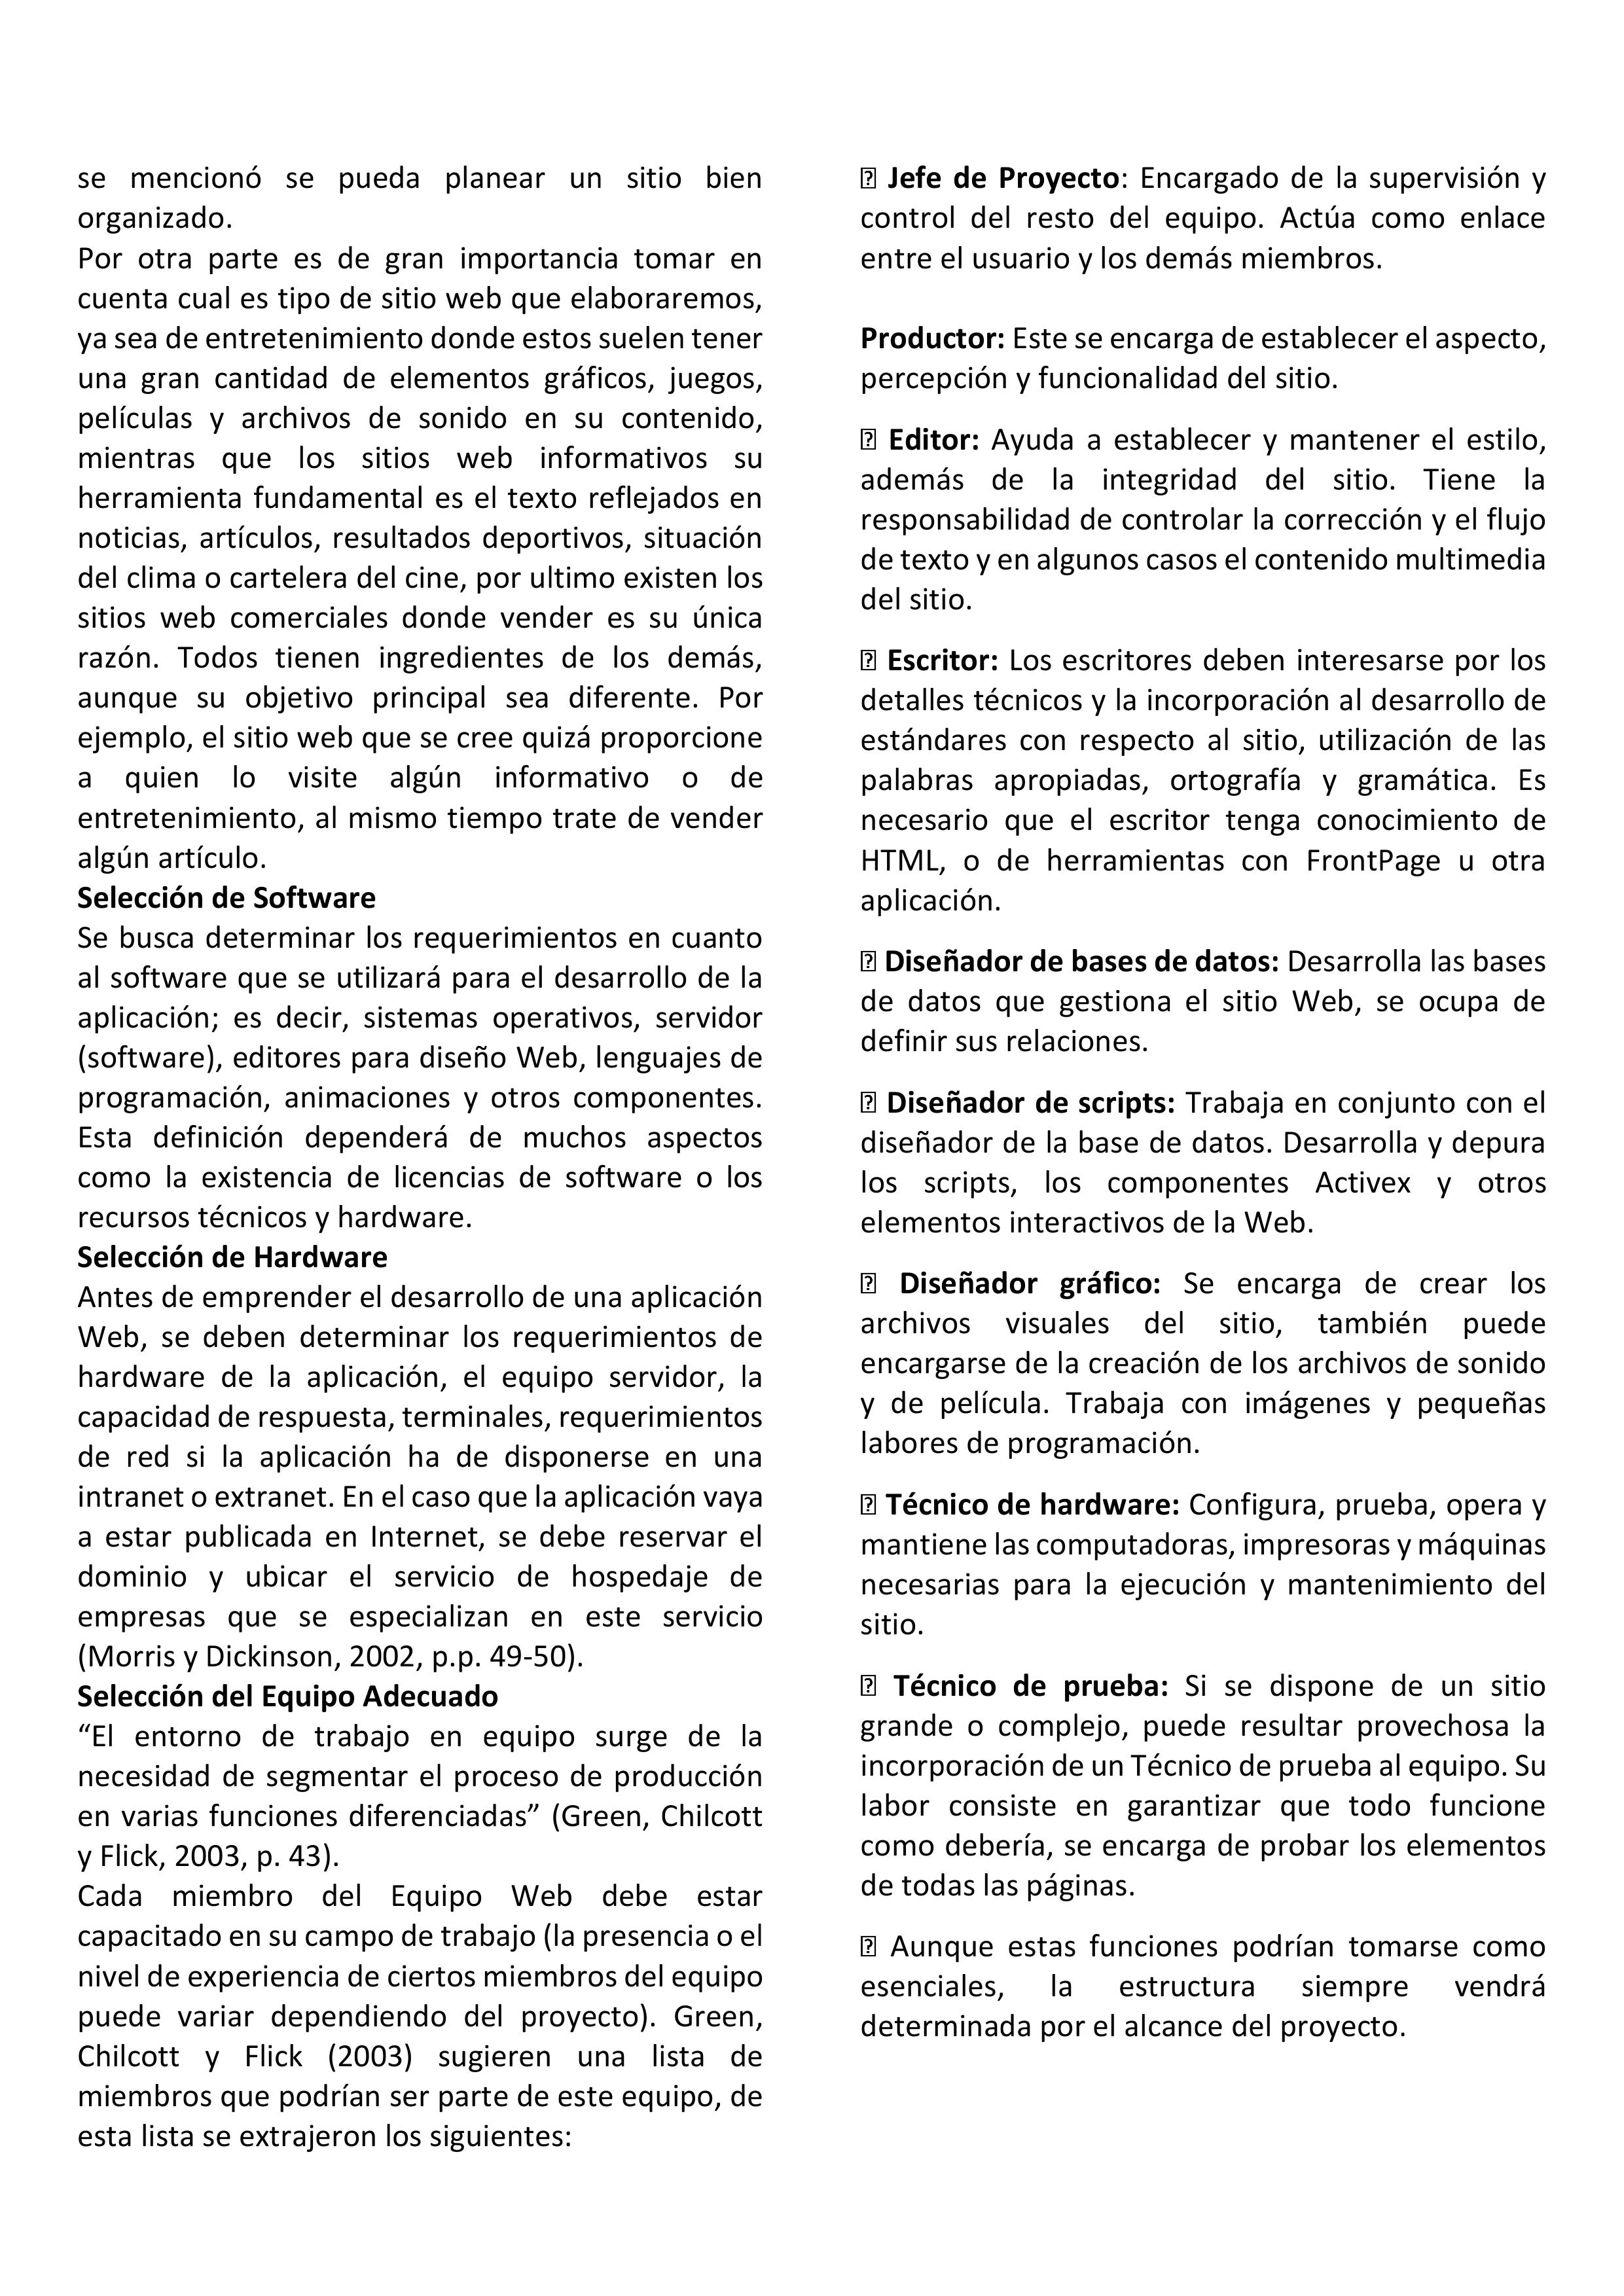 se mencionó se pueda planear un sitio bien
organizado.
Por otra parte es de gran importancia tomar en
cuenta cual es tipo de sitio web que elaboraremos,
ya sea de entretenimiento donde estos suelen tener
una gran cantidad de elementos gráficos, juegos,
películas y archivos de sonido en su contenido,
mientras que los sitios web informativos su
herramienta fundamental es el texto reflejados en
noticias, artículos, resultados deportivos, situación
del clima o cartelera del cine, por ultimo existen los
sitios web comerciales donde vender es su única
razón. Todos tienen ingredientes de los demás,
aunque su objetivo principal sea diferente. Por
ejemplo, el sitio web que se cree quizá proporcione
a quien lo visite algún informativo o de
entretenimiento, al mismo tiempo trate de vender
algún artículo.
Selección de Software
Se busca determinar los requerimientos en cuanto
al software que se utilizará para el desarrollo de la
aplicación; es decir, sistemas operativos, servidor
(software), editores para diseño Web, lenguajes de
programación, animaciones y otros componentes.
Esta definición dependerá de muchos aspectos
como la existencia de licencias de software o los
recursos técnicos y hardware.
Selección de Hardware
Antes de emprender el desarrollo de una aplicación
Web, se deben determinar los requerimientos de
hardware de la aplicación, el equipo servidor, la
capacidad de respuesta, terminales, requerimientos
de red si la aplicación ha de disponerse en una
intranet o extranet. En el caso que la aplicación vaya
a estar publicada en Internet, se debe reservar el
dominio y ubicar el servicio de hospedaje de
empresas que se especializan en este servicio
(Morris y Dickinson, 2002, p.p. 49-50).
Selección del Equipo Adecuado
“El entorno de trabajo en equipo surge de la
necesidad de segmentar el proceso de producción
en varias funciones diferenciadas” (Green, Chilcott
y Flick, 2003, p. 43).
Cada miembro del Equipo Web debe estar
capacitado en su campo de trabajo (la presencia o el
nivel de experiencia de ciertos miembros del equipo
puede variar dependiendo del proyecto). Green,
Chilcott y Flick (2003) sugieren una lista de
miembros que podrían ser parte de este equipo, de
esta lista se extrajeron los siguientes:
⍰ Jefe de Proyecto: Encargado de la supervisión y
control del resto del equipo. Actúa como enlace
entre el usuario y los demás miembros.
Productor: Este se encarga de establecer el aspecto,
percepción y funcionalidad del sitio.
⍰ Editor: Ayuda a establecer y mantener el estilo,
además de la integridad del sitio. Tiene la
responsabilidad de controlar la corrección y el flujo
de texto y en algunos casos el contenido multimedia
del sitio.
⍰ Escritor: Los escritores deben interesarse por los
detalles técnicos y la incorporación al desarrollo de
estándares con respecto al sitio, utilización de las
palabras apropiadas, ortografía y gramática. Es
necesario que el escritor tenga conocimiento de
HTML, o de herramientas con FrontPage u otra
aplicación.
⍰ Diseñador de bases de datos: Desarrolla las bases
de datos que gestiona el sitio Web, se ocupa de
definir sus relaciones.
⍰ Diseñador de scripts: Trabaja en conjunto con el
diseñador de la base de datos. Desarrolla y depura
los scripts, los componentes Activex y otros
elementos interactivos de la Web.
⍰ Diseñador gráfico: Se encarga de crear los
archivos visuales del sitio, también puede
encargarse de la creación de los archivos de sonido
y de película. Trabaja con imágenes y pequeñas
labores de programación.
⍰ Técnico de hardware: Configura, prueba, opera y
mantiene las computadoras, impresoras y máquinas
necesarias para la ejecución y mantenimiento del
sitio.
⍰ Técnico de prueba: Si se dispone de un sitio
grande o complejo, puede resultar provechosa la
incorporación de un Técnico de prueba al equipo. Su
labor consiste en garantizar que todo funcione
como debería, se encarga de probar los elementos
de todas las páginas.
⍰ Aunque estas funciones podrían tomarse como
esenciales, la estructura siempre vendrá
determinada por el alcance del proyecto.